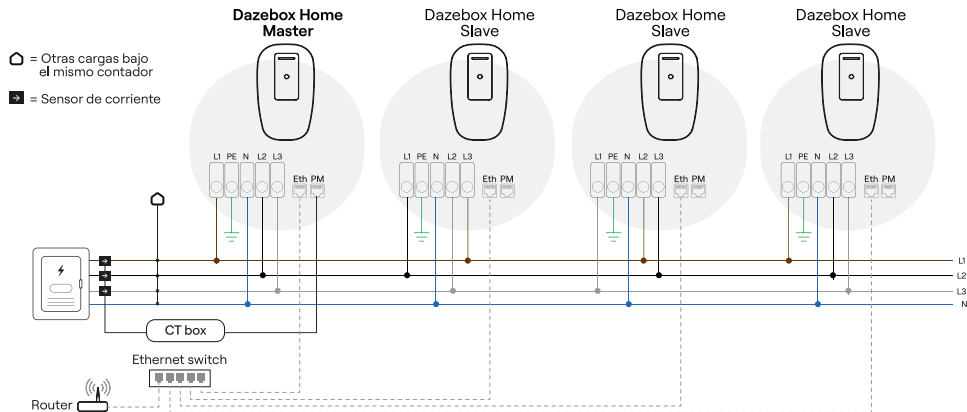 Dazebox Home
Master
Dazebox Home
Slave
Dazebox Home
Slave
Dazebox Home
Slave
= Otras cargas bajo
el mismo contador
= Sensor de corriente
L1 PE N L2 L3
Eth PM
L1 PE N L2 L3
Eth PM
L1 PE N L2 L3
Eth PM
L1 PE N L2 L3
Eth PM
L1
L2
L3
N
CT box
Ethernet switch
Router